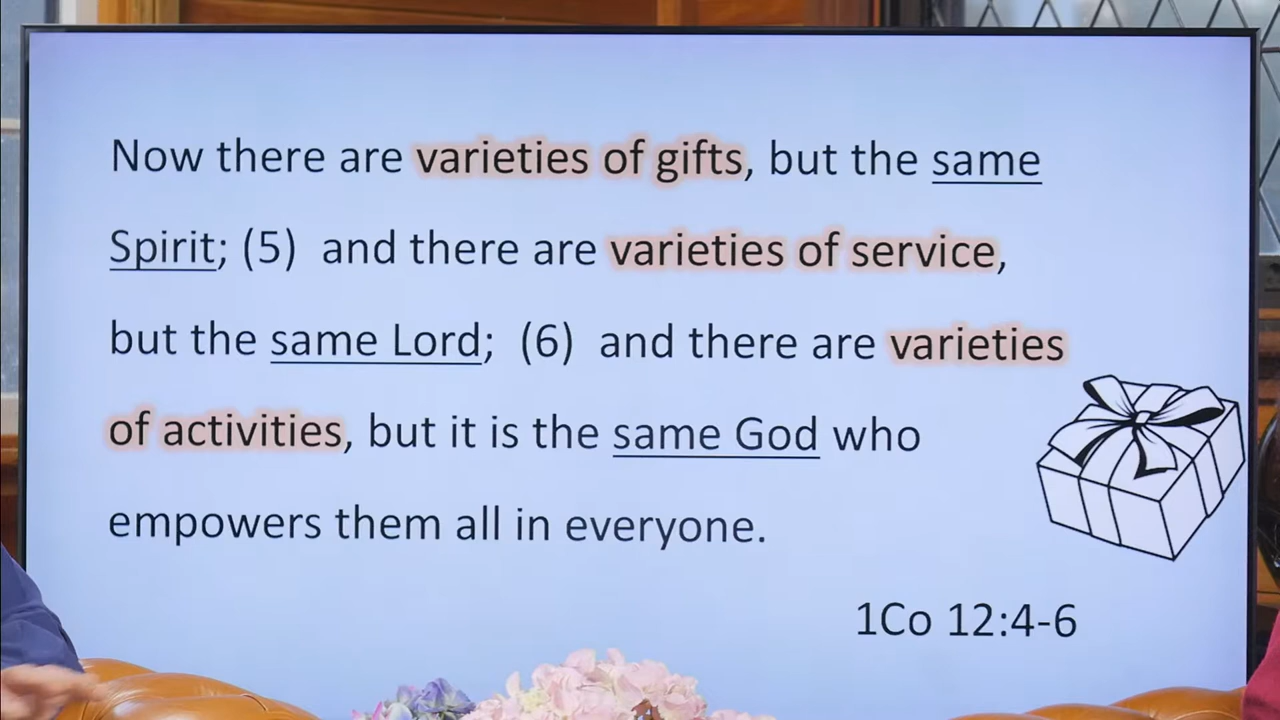 Now there are varieties of gifts, but the same
Spirit; (5) and there are varieties of service,
but the same Lord; (6) and there are varieties
of activities, but it is the same God who
empowers them all in everyone.
1Co 12:4-6